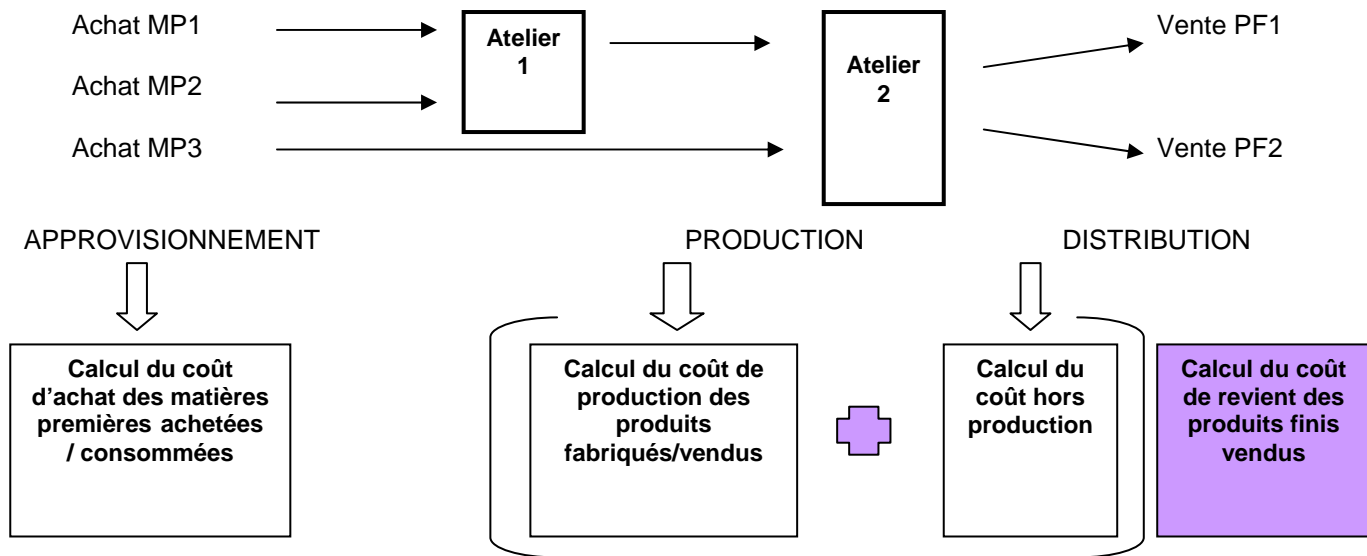 Achat MP1
Achat MP2
Achat MP3
Atelier
1
Atelier
2
Vente PF1
Vente PF2
APPROVISIONNEMENT
PRODUCTION
DISTRIBUTION
Calcul du coût
d’achat des matières
premières achetées
/ consommées
Calcul du coût de
production des
produits
fabriqués/vendus
Calcul du
coût hors
production
Calcul du coût
de revient des
produits finis
vendus